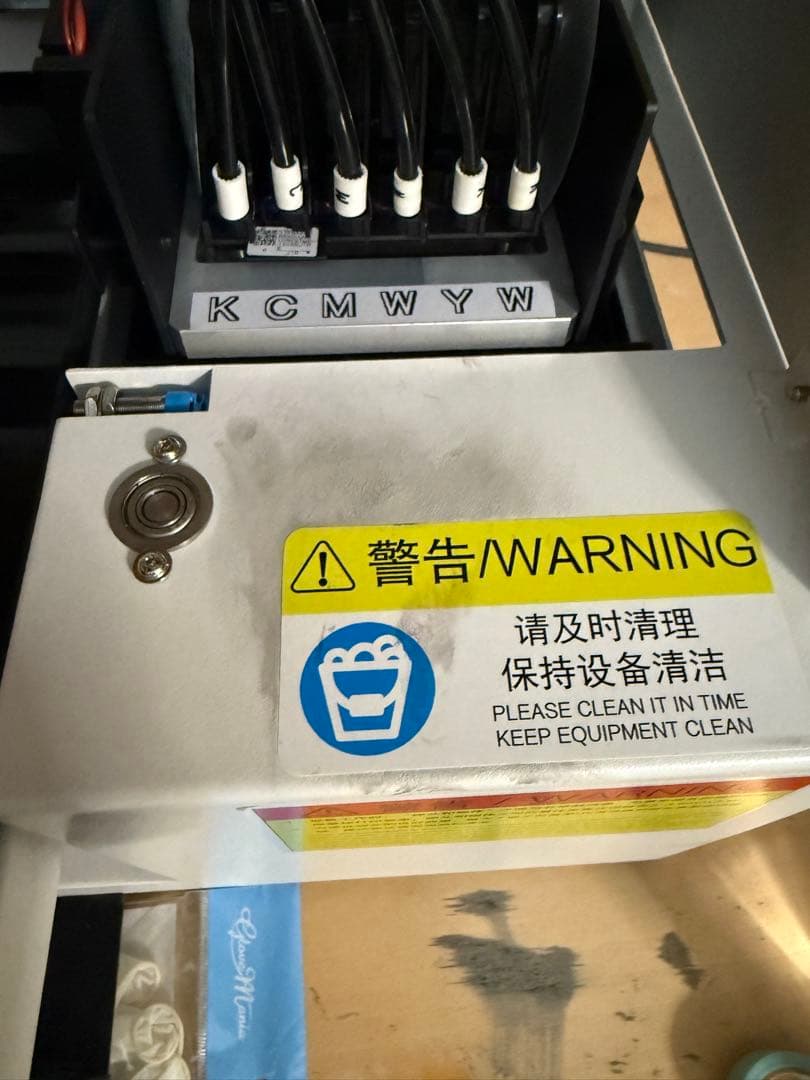 K C M W Y W
警告/WARNING
请及时清理
保持设备清洁
PLEASE CLEAN IT IN TIME
KEEP EQUIPMENT CLEAN
GloveMania